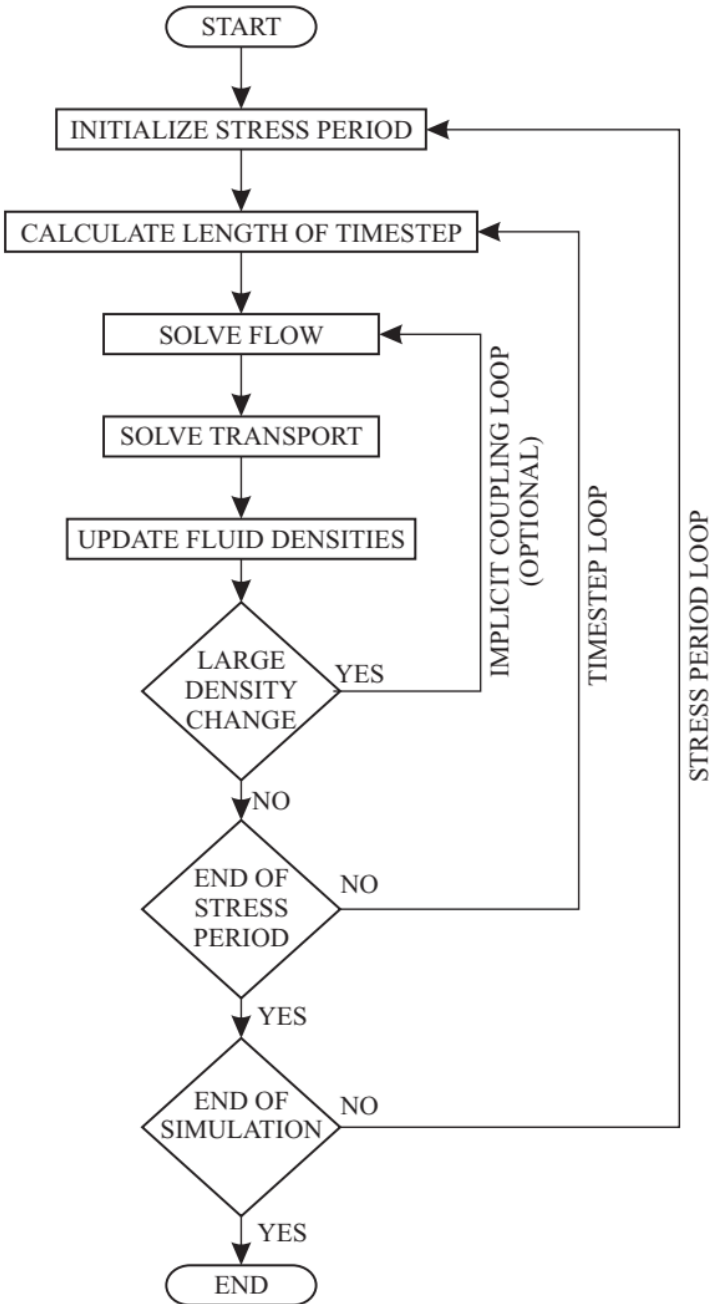 START
INITIALIZE STRESS PERIOD
CALCULATE LENGTH OF TIMESTEP
SOLVE FLOW
SOLVE TRANSPORT
UPDATE FLUID DENSITIES
LARGE
DENSITY
CHANGE
YES
IMPLICIT COUPLING LOOP
(OPTIONAL)
NO
END OF
STRESS
PERIOD
NO
TIMESTEP LOOP
YES
END OF
SIMULATION
NO
STRESS PERIOD LOOP
YES
END